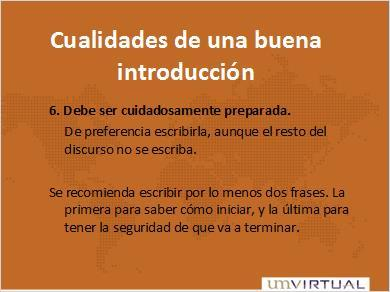 Cualidades de una buena
introducción
6. Debe ser cuidadosamente preparada.
De preferencia escribirla, aunque el resto del
discurso no se escriba.
Se recomienda escribir por lo menos dos frases. La
primera para saber cómo iniciar, y la última para
tener la seguridad de que va a terminar.
umVIRTUAL